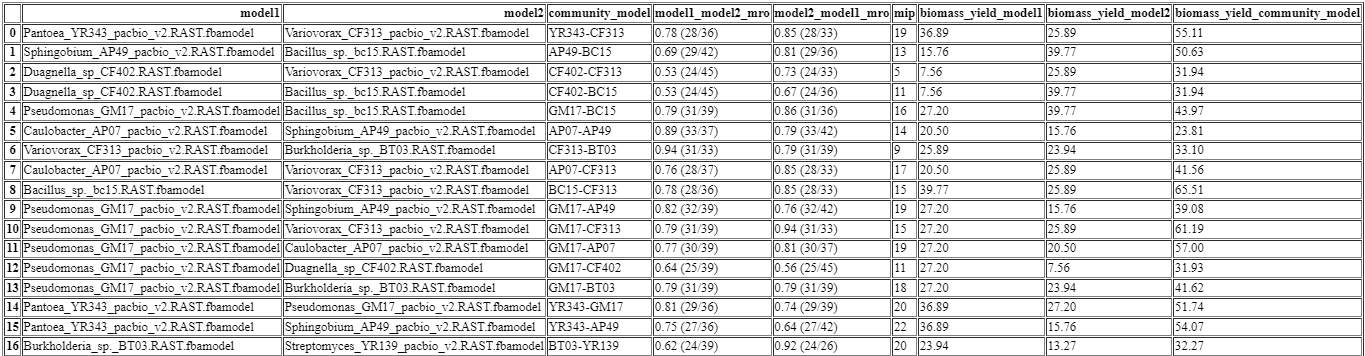 model1 model2 community_model model1_model2_mro model2_model1_mro mip biomass_yield_model1 biomass_yield_model2 biomass_yield_community_model
0 Pantoea_YR343_pacbio_v2.RAST.fbamodel Variovorax_CF313_pacbio_v2.RAST.fbamodel YR343-CF313 0.78 (28/36) 0.85 (28/33) 19 36.89 25.89 55.11
1 Sphingobium_AP49_pacbio_v2.RAST.fbamodel Bacillus_sp._bc15.RAST.fbamodel AP49-BC15 0.69 (29/42) 0.81 (29/36) 13 15.76 39.77 50.63
2 Duagnella_sp_CF402.RAST.fbamodel Variovorax_CF313_pacbio_v2.RAST.fbamodel CF402-CF313 0.53 (24/45) 0.73 (24/33) 5 7.56 25.89 31.94
3 Duagnella_sp_CF402.RAST.fbamodel Bacillus_sp._bc15.RAST.fbamodel CF402-BC15 0.53 (24/45) 0.67 (24/36) 11 7.56 39.77 31.94
4 Pseudomonas_GM17_pacbio_v2.RAST.fbamodel Bacillus_sp._bc15.RAST.fbamodel GM17-BC15 0.79 (31/39) 0.86 (31/36) 16 27.20 39.77 43.97
5 Caulobacter_AP07_pacbio_v2.RAST.fbamodel Sphingobium_AP49_pacbio_v2.RAST.fbamodel AP07-AP49 0.89 (33/37) 0.79 (33/42) 14 20.50 15.76 23.81
6 Variovorax_CF313_pacbio_v2.RAST.fbamodel Burkholderia_sp._BT03.RAST.fbamodel CF313-BT03 0.94 (31/33) 0.79 (31/39) 9 25.89 23.94 33.10
7 Caulobacter_AP07_pacbio_v2.RAST.fbamodel Variovorax_CF313_pacbio_v2.RAST.fbamodel AP07-CF313 0.76 (28/37) 0.85 (28/33) 17 20.50 25.89 41.56
8 Bacillus_sp._bc15.RAST.fbamodel Variovorax_CF313_pacbio_v2.RAST.fbamodel BC15-CF313 0.78 (28/36) 0.85 (28/33) 15 39.77 25.89 65.51
9 Pseudomonas_GM17_pacbio_v2.RAST.fbamodel Sphingobium_AP49_pacbio_v2.RAST.fbamodel GM17-AP49 0.82 (32/39) 0.76 (32/42) 19 27.20 15.76 39.08
10 Pseudomonas_GM17_pacbio_v2.RAST.fbamodel Variovorax_CF313_pacbio_v2.RAST.fbamodel GM17-CF313 0.79 (31/39) 0.94 (31/33) 15 27.20 25.89 61.19
11 Pseudomonas_GM17_pacbio_v2.RAST.fbamodel Caulobacter_AP07_pacbio_v2.RAST.fbamodel GM17-AP07 0.77 (30/39) 0.81 (30/37) 19 27.20 20.50 57.00
12 Pseudomonas_GM17_pacbio_v2.RAST.fbamodel Duagnella_sp_CF402.RAST.fbamodel GM17-CF402 0.64 (25/39) 0.56 (25/45) 11 27.20 7.56 31.93
13 Pseudomonas_GM17_pacbio_v2.RAST.fbamodel Burkholderia_sp._BT03.RAST.fbamodel GM17-BT03 0.79 (31/39) 0.79 (31/39) 18 27.20 23.94 41.62
14 Pantoea_YR343_pacbio_v2.RAST.fbamodel Pseudomonas_GM17_pacbio_v2.RAST.fbamodel YR343-GM17 0.81 (29/36) 0.74 (29/39) 20 36.89 27.20 51.74
15 Pantoea_YR343_pacbio_v2.RAST.fbamodel Sphingobium_AP49_pacbio_v2.RAST.fbamodel YR343-AP49 0.75 (27/36) 0.64 (27/42) 22 36.89 15.76 54.07
16 Burkholderia_sp._BT03.RAST.fbamodel Streptomyces_YR139_pacbio_v2.RAST.fbamodel BT03-YR139 0.62 (24/39) 0.92 (24/26) 20 23.94 13.27 32.27